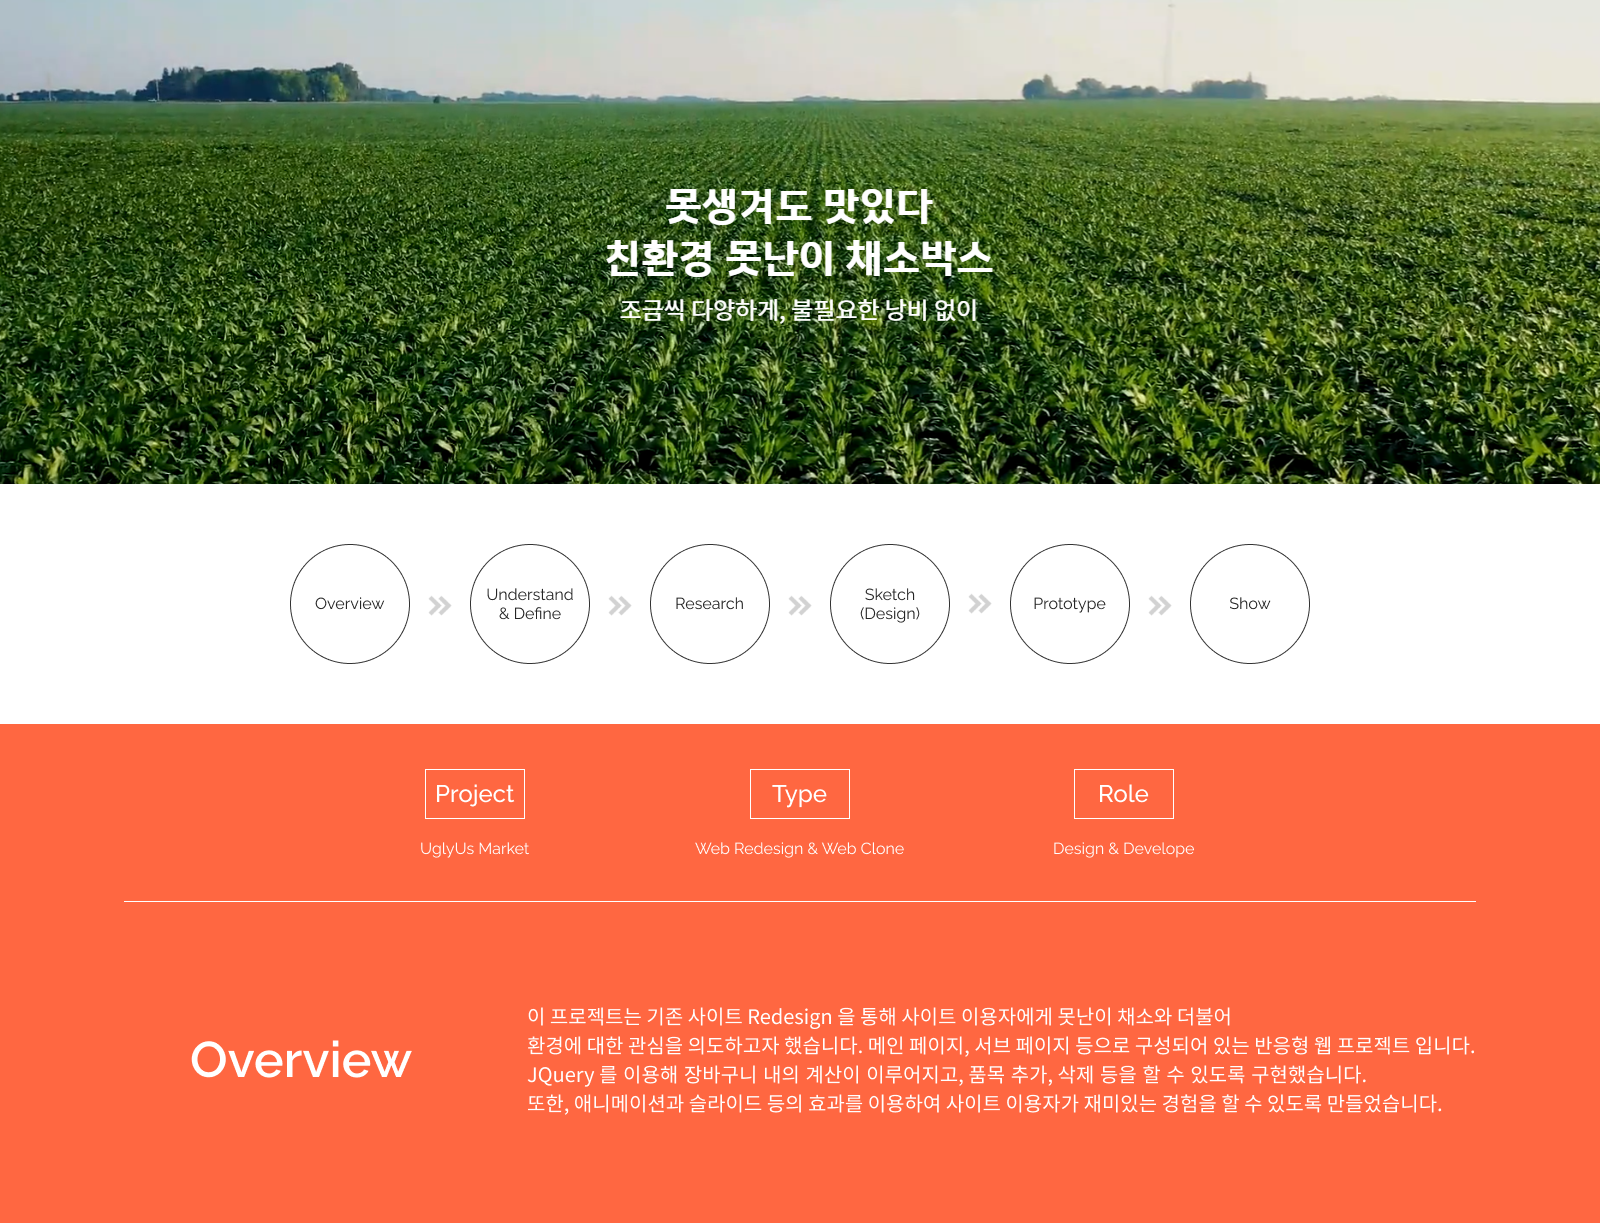 못생겨도 맛있다
친환경 못난이 채소박스
조금씩 다양하게, 불필요한 낭비 없이
Overview
Understand
& Define
Research
Sketch
(Design)
Prototype
Show
Project
Type
Role
UglyUs Market
Web Redesign & Web Clone
Design & Develope
Overview
이 프로젝트는 기존 사이트 Redesign 을 통해 사이트 이용자에게 못난이 채소와 더불어
환경에 대한 관심을 의도하고자 했습니다. 메인 페이지, 서브 페이지 등으로 구성되어 있는 반응형 웹 프로젝트 입니다.
JQuery 를 이용해 장바구니 내의 계산이 이루어지고, 품목 추가, 삭제 등을 할 수 있도록 구현했습니다.
또한, 애니메이션과 슬라이드 등의 효과를 이용하여 사이트 이용자가 재미있는 경험을 할 수 있도록 만들었습니다.